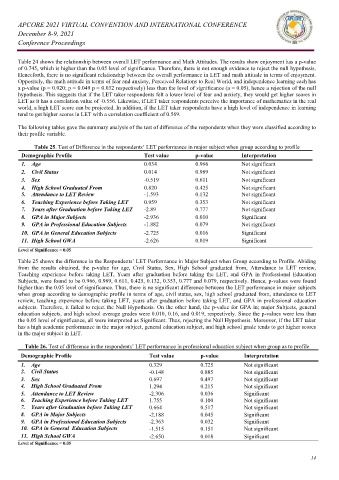 APCORE 2021 VIRTUAL CONVENTION AND INTERNATIONAL CONFERENCE
December 8-9, 2021
Conference Proceedings
Table 24 shows the relationship between overall LET performance and Math Attitudes. The results show enjoyment has a p-value
of 0.745, which is higher than the 0.05 level of significance. Therefore, there is not enough evidence to reject the null hypothesis.
Henceforth, there is no significant relationship between the overall performance in LET and math attitude in terms of enjoyment.
Oppositely, the math attitude in terms of fear and anxiety, Perceived Relations to Real World, and independence learning each has
a p-value (p = 0.020; p = 0.049 p = 0.032 respectively) less than the level of significance (α = 0.05), hence a rejection of the null
hypothesis. This suggests that if the LET taker respondents felt a lower level of fear and anxiety, they would get higher scores in
LET as it has a correlation value of -0.556. Likewise, if LET taker respondents perceive the importance of mathematics in the real
world, a high LET score can be projected. In addition, if the LET taker respondents have a high level of independence in learning
tend to get higher scores in LET with a correlation coefficient of 0.569.
The following tables gave the summary analysis of the test of difference of the respondents when they were classified according to
their profile variable.
Table 25. Test of Difference in the respondents' LET performance in major subject when group according to profile
Demographic Profile Test value p-value Interpretation
1. Age 0.034 0.966 Not significant
2. Civil Status 0.014 0.989 Not significant
3. Sex -0.519 0.611 Not significant
4. High School Graduated From 0.820 0.425 Not significant
5. Attendance to LET Review -1.593 0.132 Not significant
6. Teaching Experience before Taking LET 0.959 0.353 Not significant
7. Years after Graduation before Taking LET 2.89 0.777 Not significant
8. GPA in Major Subjects -2.936 0.010 Significant
9. GPA in Professional Education Subjects -1.882 0.079 Not significant
10. GPA in General Education Subjects -2.725 0.016 Significant
11. High School GWA -2.626 0.019 Significant
Level of Significance = 0.05
Table 25 shows the difference in the Respondents' LET Performance in Major Subject when Group according to Profile. Abiding
from the results obtained, the p-value for age, Civil Status, Sex, High School graduated from, Attendance to LET review,
Teaching experience before taking LET, Years after graduation before taking the LET, and GPA in Professional Education
Subjects, were found to be 0.966, 0.989, 0.611, 0.425, 0.132, 0.353, 0.777 and 0.079, respectively. Hence, p-values were found
higher than the 0.05 level of significance. Thus, there is no significant difference between the LET performance in major subjects
when group according to demographic profile in terms of age, civil status, sex, high school graduated from, attendance to LET
review, teaching experience before taking LET, years after graduation before taking LET, and GPA in professional education
subjects. Therefore, it failed to reject the Null Hypothesis. On the other hand, the p-value for GPA in; major Subjects, general
education subjects, and high school average grades were 0.010, 0.16, and 0.019, respectively. Since the p-values were less than
the 0.05 level of significance, all were interpreted as Significant. Thus, rejecting the Null Hypothesis. Moreover, if the LET taker
has a high academic performance in the major subject, general education subject, and high school grade tends to get higher scores
in the major subject in LET.
Table 26. Test of difference in the respondents' LET performance in professional education subject when group as to profile
Demographic Profile Test value p-value Interpretation
1. Age 0.329 0.725 Not significant
2. Civil Status -0.148 0.885 Not significant
3. Sex 0.697 0.497 Not significant
4. High School Graduated From 1.294 0.215 Not significant
5. Attendance to LET Review -2.306 0.036 Significant
6. Teaching Experience before Taking LET 1.755 0.100 Not significant
7. Years after Graduation before Taking LET 0.664 0.517 Not significant
8. GPA in Major Subjects -2.188 0.045 Significant
9. GPA in Professional Education Subjects -2.363 0.032 Significant
10. GPA in General Education Subjects -1.515 0.151 Not significant
11. High School GWA -2.650 0.018 Significant
Level of Significance = 0.05
34